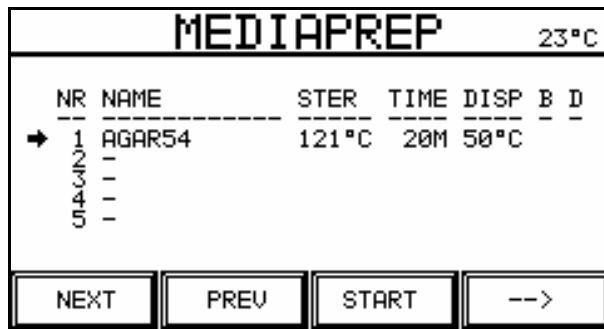 MEDIAPREP 23°C
NR NAME STER TIME DISP B D
➡ 1 AGAR54 121°C 20M 50°C
2 -
3 -
4 -
5 -
NEXT PREV START -->